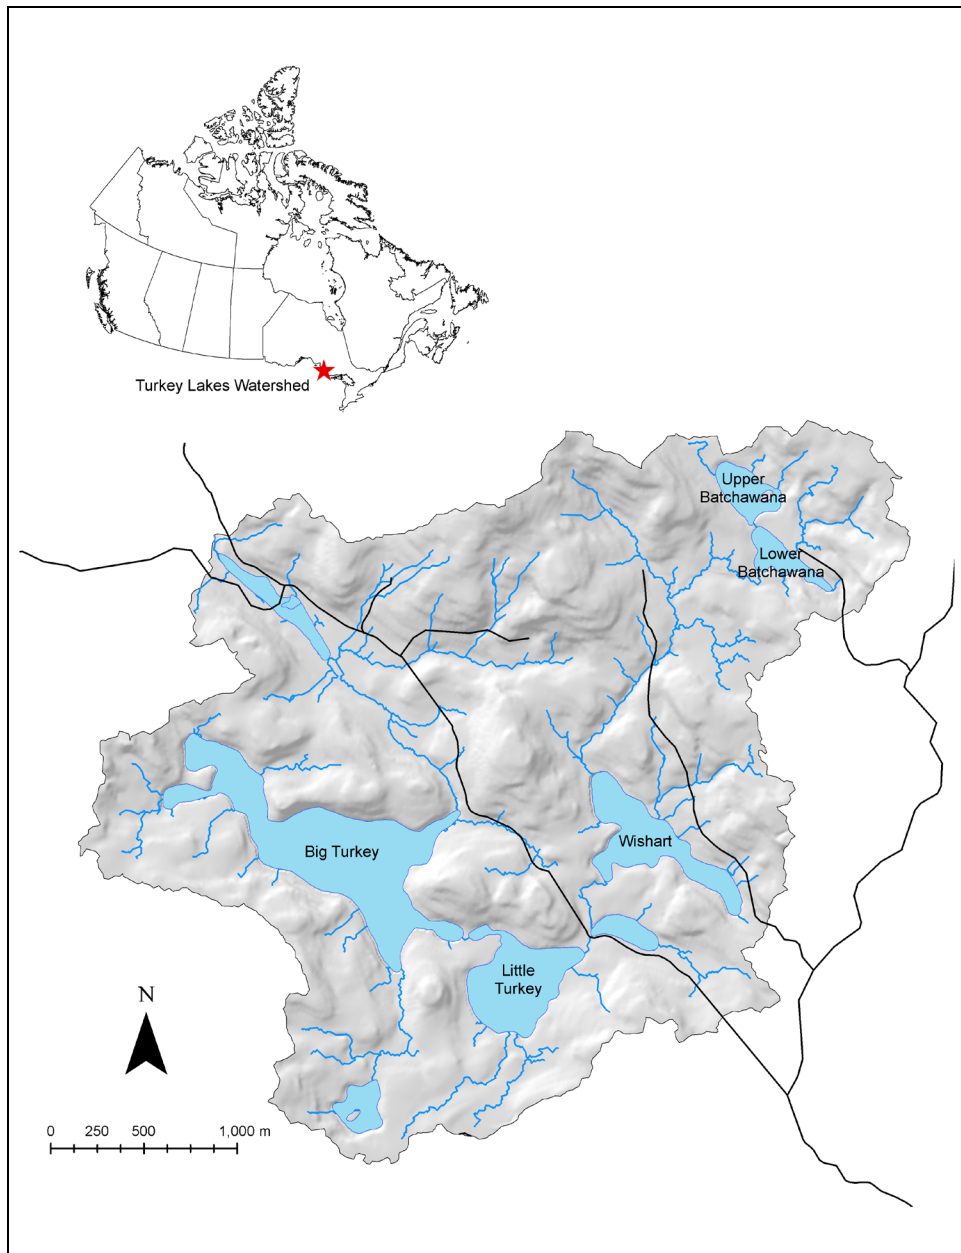 Turkey Lakes Watershed
Upper
Batchawana
Lower
Batchawana
Wishart
Big Turkey
Little
Turkey
N
0 250 500 1,000 m